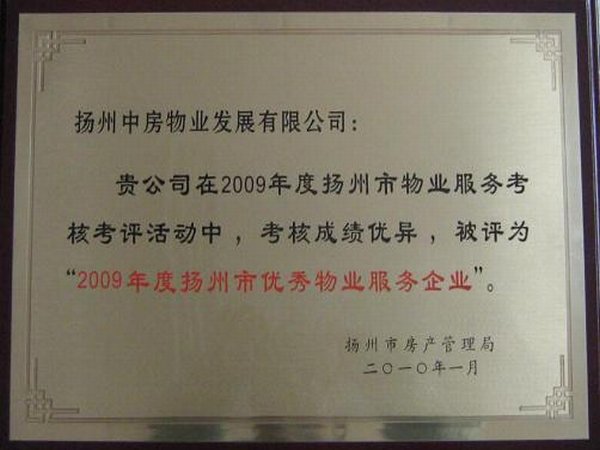 扬州中房物业发展有限公司：
贵公司在2009年度扬州市物业服务考
核考评活动中，考核成绩优异，被评为
“2009年度扬州市优秀物业服务企业”。
扬州市房产管理局
二〇一〇年一月